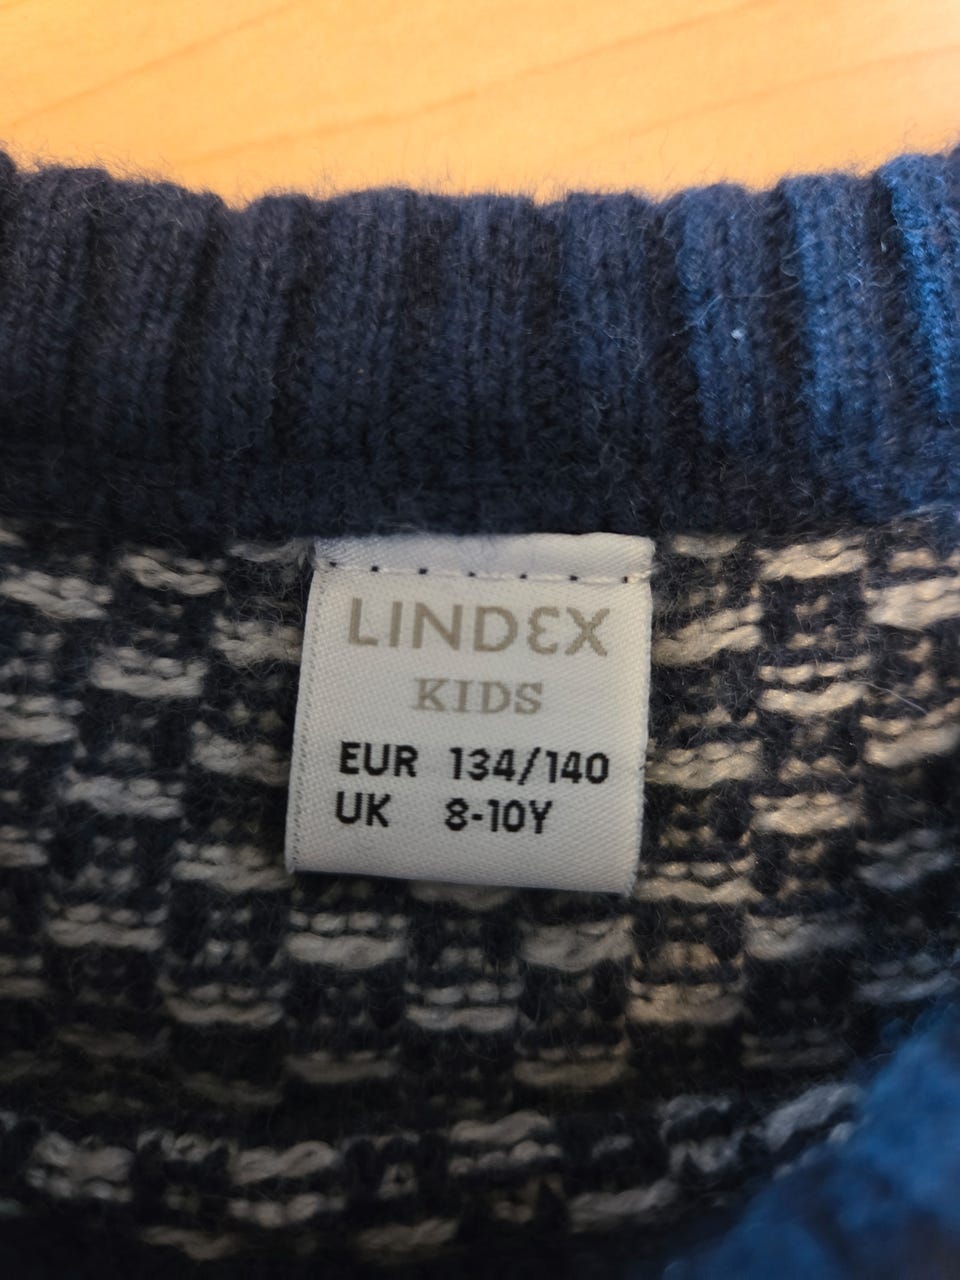 LINDEX
KIDS
EUR 134/140
UK 8-10Y